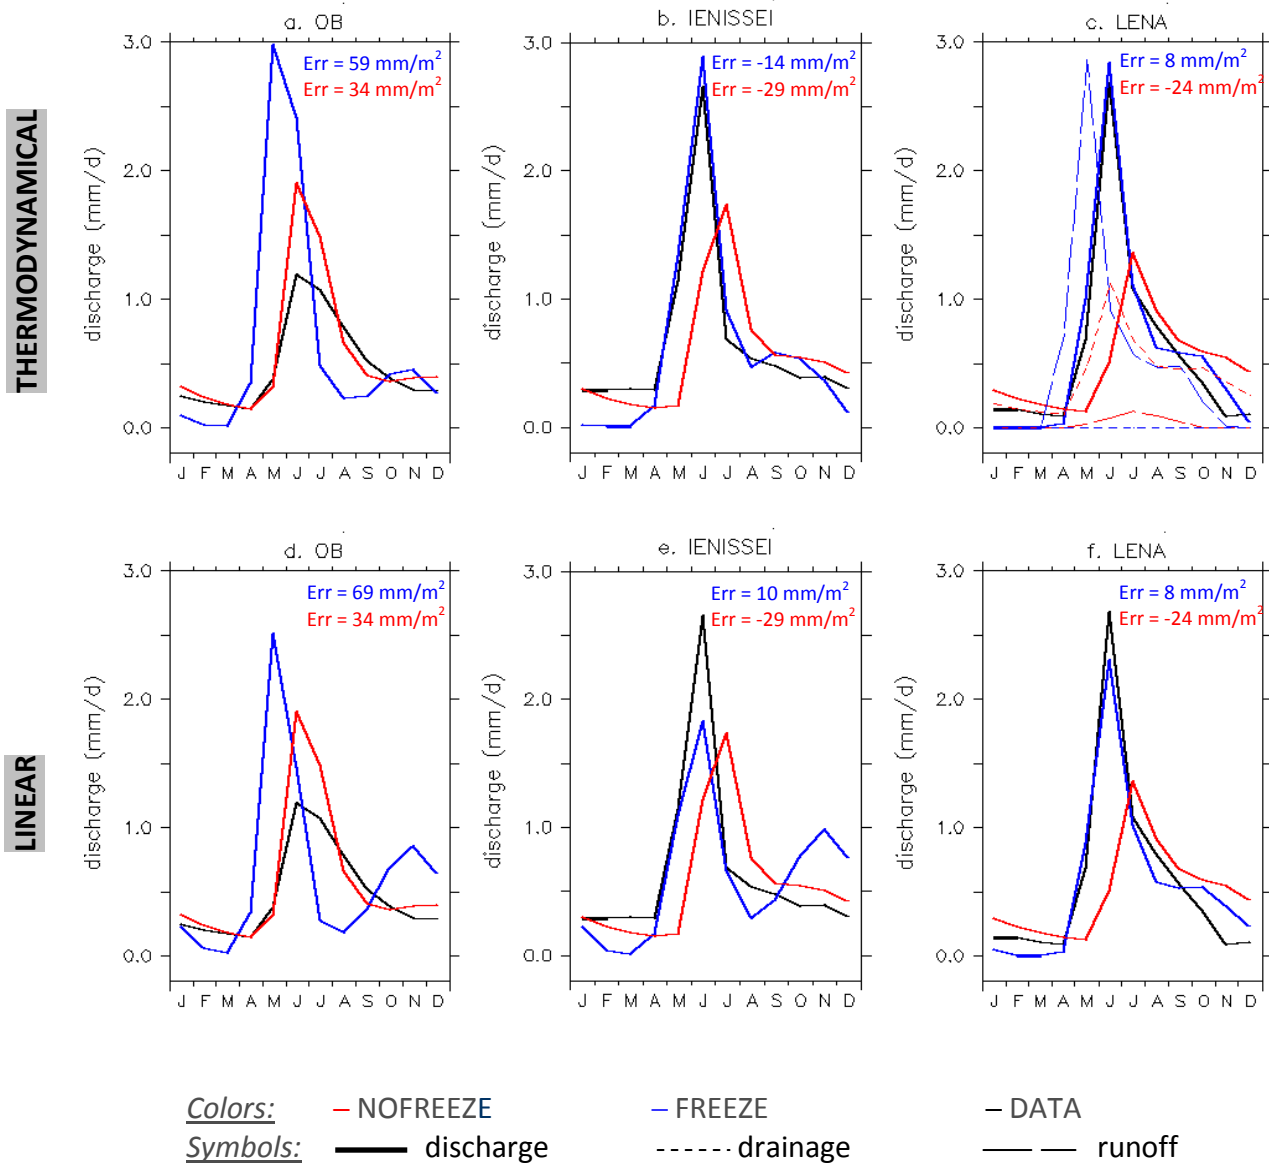 a. OB
b. IENISSEI
c. LENA
THERMODYNAMICAL
discharge (mm/d)
3.0
2.0
1.0
0.0
Err = 59 mm/m²
Err = 34 mm/m²
J F M A M J J A S O N D
discharge (mm/d)
3.0
2.0
1.0
0.0
Err = -14 mm/m²
Err = -29 mm/m²
J F M A M J J A S O N D
discharge (mm/d)
3.0
2.0
1.0
0.0
Err = 8 mm/m²
Err = -24 mm/m²
J F M A M J J A S O N D
d. OB
e. IENISSEI
f. LENA
LINEAR
discharge (mm/d)
3.0
2.0
1.0
0.0
Err = 69 mm/m²
Err = 34 mm/m²
J F M A M J J A S O N D
discharge (mm/d)
3.0
2.0
1.0
0.0
Err = 10 mm/m²
Err = -29 mm/m²
J F M A M J J A S O N D
discharge (mm/d)
3.0
2.0
1.0
0.0
Err = 8 mm/m²
Err = -24 mm/m²
J F M A M J J A S O N D
Colors: NOFREEZE FREEZE DATA
Symbols: discharge drainage runoff